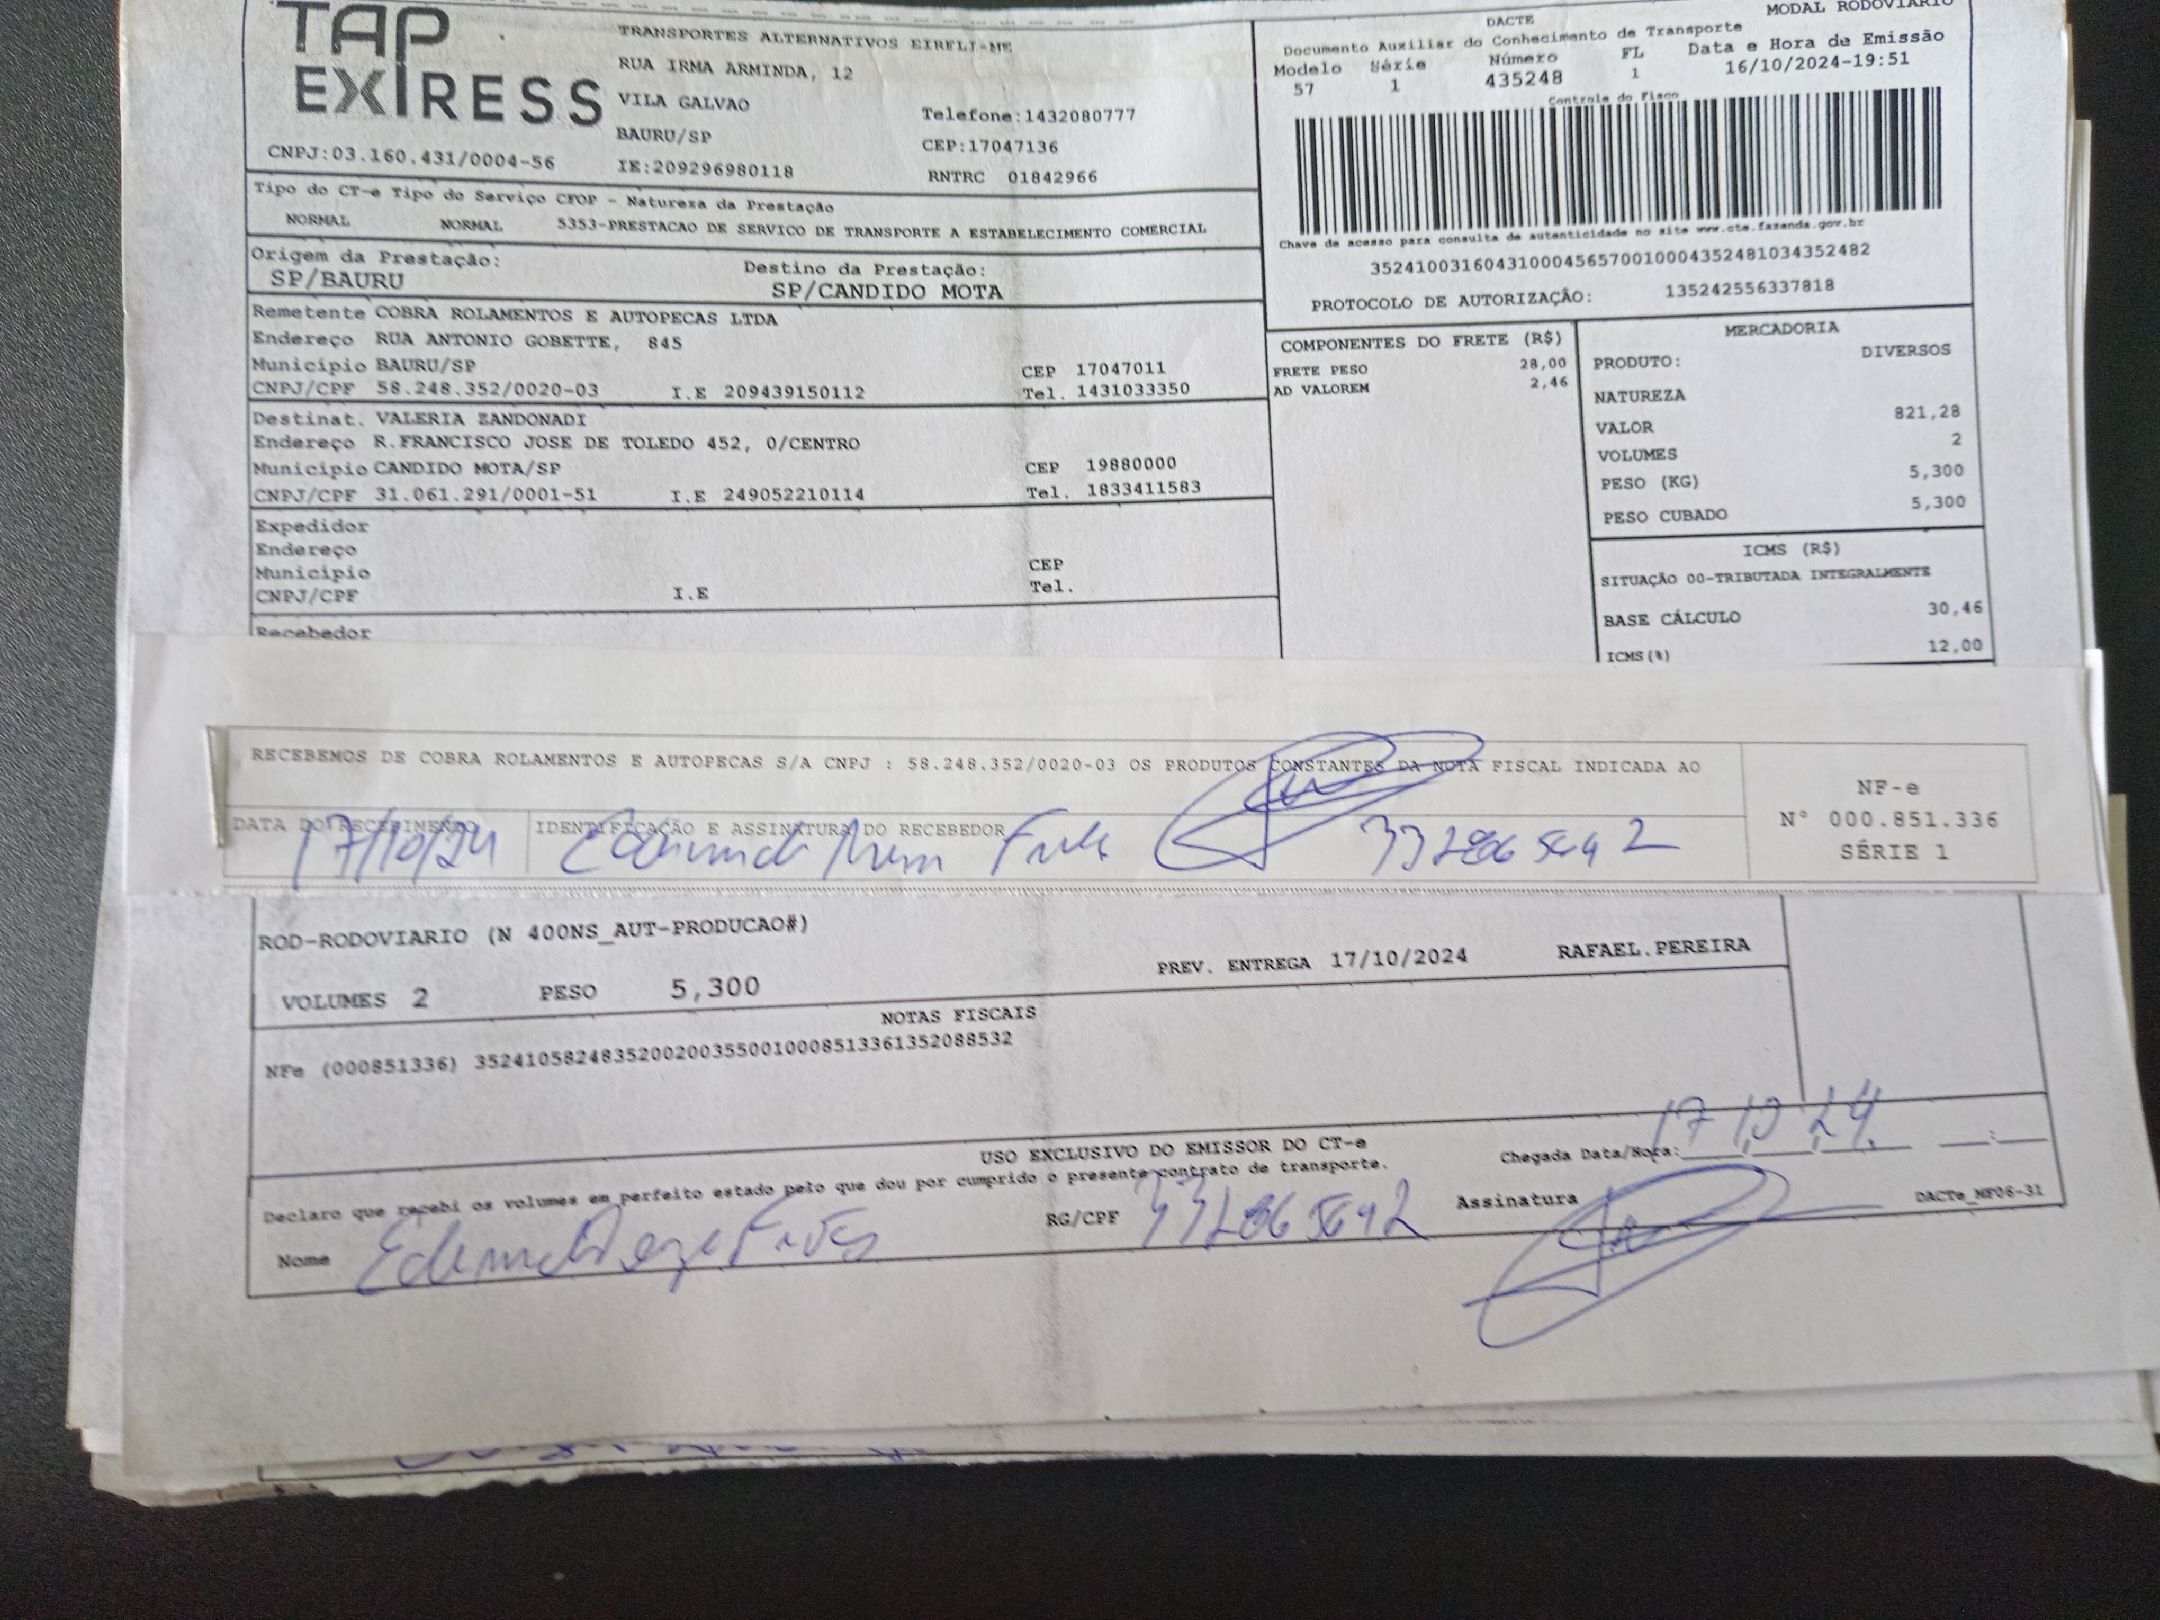 TAP EXPRESS
TRANSPORTES ALTERNATIVOS EIRELI-ME
RUA IRMA ARMINDA, 12
VILA GALVAO
BAURU/SP
Telefone:1432080777
CEP:17047136
CNPJ:03.160.431/0004-56
IE:209296980118
RNTRC 01842966
MODAL RODOVIARIO
DACTE
Documento Auxiliar do Conhecimento de Transporte
Modelo Série Número FL Data e Hora de Emissão
57 1 435248 1 16/10/2024-19:51
Controle do Fisco
Chave de acesso para consulta de autenticidade no site www.cte.fazenda.gov.br
35241003160431000456570010004352481034352482
PROTOCOLO DE AUTORIZAÇÃO: 135242556337818
Tipo do CT-e Tipo do Serviço CFOP - Natureza da Prestação
NORMAL NORMAL 5353-PRESTACAO DE SERVICO DE TRANSPORTE A ESTABELECIMENTO COMERCIAL
Origem da Prestação: Destino da Prestação:
SP/BAURU SP/CANDIDO MOTA
Remetente COBRA ROLAMENTOS E AUTOPECAS LTDA
Endereço RUA ANTONIO GOBETTE, 845
Município BAURU/SP CEP 17047011
CNPJ/CPF 58.248.352/0020-03 I.E 209439150112 Tel. 1431033350
Destinat. VALERIA ZANDONADI
Endereço R.FRANCISCO JOSE DE TOLEDO 452, 0/CENTRO
Município CANDIDO MOTA/SP CEP 19880000
CNPJ/CPF 31.061.291/0001-51 I.E 249052210114 Tel. 1833411583
Expedidor
Endereço
Município CEP
CNPJ/CPF I.E Tel.
Recebedor
COMPONENTES DO FRETE (R$)
FRETE PESO 28,00
AD VALOREM 2,46
MERCADORIA
PRODUTO: DIVERSOS
NATUREZA
VALOR 821,28
VOLUMES 2
PESO (KG) 5,300
PESO CUBADO 5,300
ICMS (R$)
SITUAÇÃO 00-TRIBUTADA INTEGRALMENTE
BASE CÁLCULO 30,46
ICMS(%) 12,00
RECEBEMOS DE COBRA ROLAMENTOS E AUTOPECAS S/A CNPJ : 58.248.352/0020-03 OS PRODUTOS CONSTANTES DA NOTA FISCAL INDICADA AO
DATA DO RECEBIMENTO IDENTIFICAÇÃO E ASSINATURA DO RECEBEDOR
17/10/24
NF-e
N° 000.851.336
SÉRIE 1
ROD-RODOVIARIO (N 400NS_AUT-PRODUCAO#)
VOLUMES 2 PESO 5,300 PREV. ENTREGA 17/10/2024 RAFAEL.PEREIRA
NOTAS FISCAIS
NFe (000851336) 35241058248352002003550010008513361352088532
USO EXCLUSIVO DO EMISSOR DO CT-e
Declaro que recebi os volumes em perfeito estado pelo que dou por cumprido o presente contrato de transporte.
Chegada Data/Hora: 17 10 24
Nome
RG/CPF
Assinatura
DACTe_MF06-31